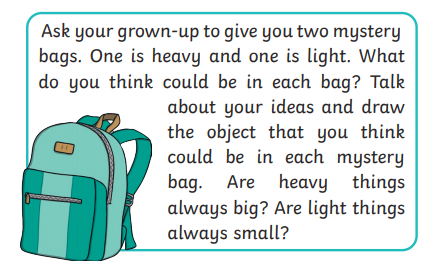 Ask your grown-up to give you two mystery
bags. One is heavy and one is light. What
do you think could be in each bag? Talk
about your ideas and draw
the object that you think
could be in each mystery
bag. Are heavy things
always big? Are light things
always small?